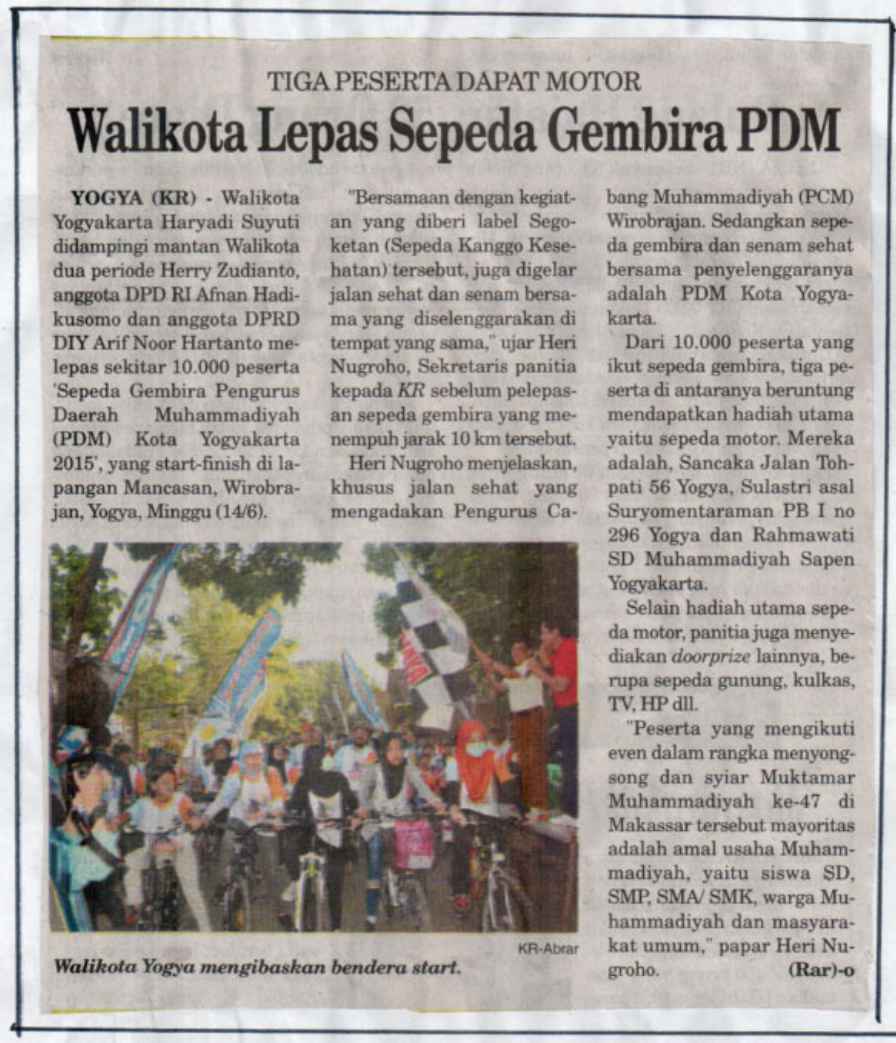 TIGA PESERTA DAPAT MOTOR
Walikota Lepas Sepeda Gembira PDM
YOGYA (KR) - Walikota
Yogyakarta Haryadi Suyuti
didampingi mantan Walikota
dua periode Herry Zudianto,
anggota DPD RI Afnan Hadi-
kusomo dan anggota DPRD
DIY Arif Noor Hartanto me-
lepas sekitar 10.000 peserta
'Sepeda Gembira Pengurus
Daerah Muhammadiyah
(PDM) Kota Yogyakarta
2015', yang start-finish di la-
pangan Mancasan, Wirobra-
jan, Yogya, Minggu (14/6).
"Bersamaan dengan kegiat-
an yang diberi label Sego-
ketan (Sepeda Kanggo Kese-
hatan) tersebut, juga digelar
jalan sehat dan senam bersa-
ma yang diselenggarakan di
tempat yang sama," ujar Heri
Nugroho, Sekretaris panitia
kepada KR sebelum pelepas-
an sepeda gembira yang me-
nempuh jarak 10 km tersebut.
Heri Nugroho menjelaskan,
khusus jalan sehat yang
mengadakan Pengurus Ca-
bang Muhammadiyah (PCM)
Wirobrajan. Sedangkan sepe-
da gembira dan senam sehat
bersama penyelenggaranya
adalah PDM Kota Yogya-
karta.
Dari 10.000 peserta yang
ikut sepeda gembira, tiga pe-
serta di antaranya beruntung
mendapatkan hadiah utama
yaitu sepeda motor. Mereka
adalah, Sancaka Jalan Toh-
pati 56 Yogya, Sulastri asal
Suryomentaraman PB I no
296 Yogya dan Rahmawati
SD Muhammadiyah Sapen
Yogyakarta.
Selain hadiah utama sepe-
da motor, panitia juga menye-
diakan doorprize lainnya, be-
rupa sepeda gunung, kulkas,
TV, HP dll.
"Peserta yang mengikuti
even dalam rangka menyong-
song dan syiar Muktamar
Muhammadiyah ke-47 di
Makassar tersebut mayoritas
adalah amal usaha Muham-
madiyah, yaitu siswa SD,
SMP, SMA/ SMK, warga Mu-
hammadiyah dan masyara-
kat umum," papar Heri Nu-
groho. (Rar)-o
KR-Abrar
Walikota Yogya mengibaskan bendera start.